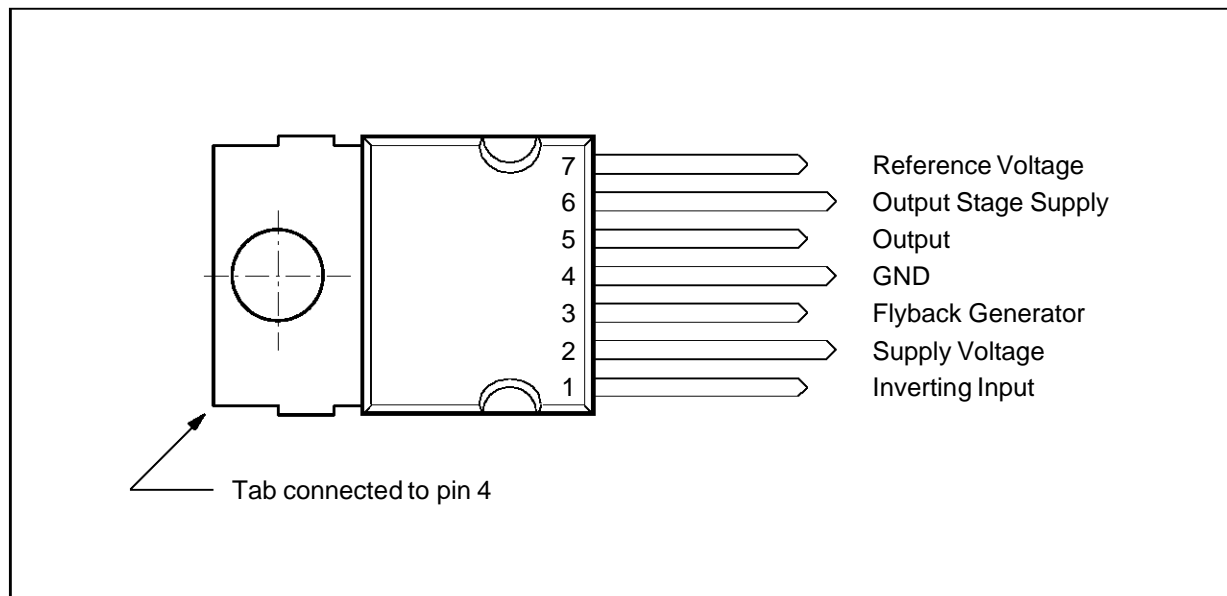 7 Reference Voltage
6 Output Stage Supply
5 Output
4 GND
3 Flyback Generator
2 Supply Voltage
1 Inverting Input
Tab connected to pin 4